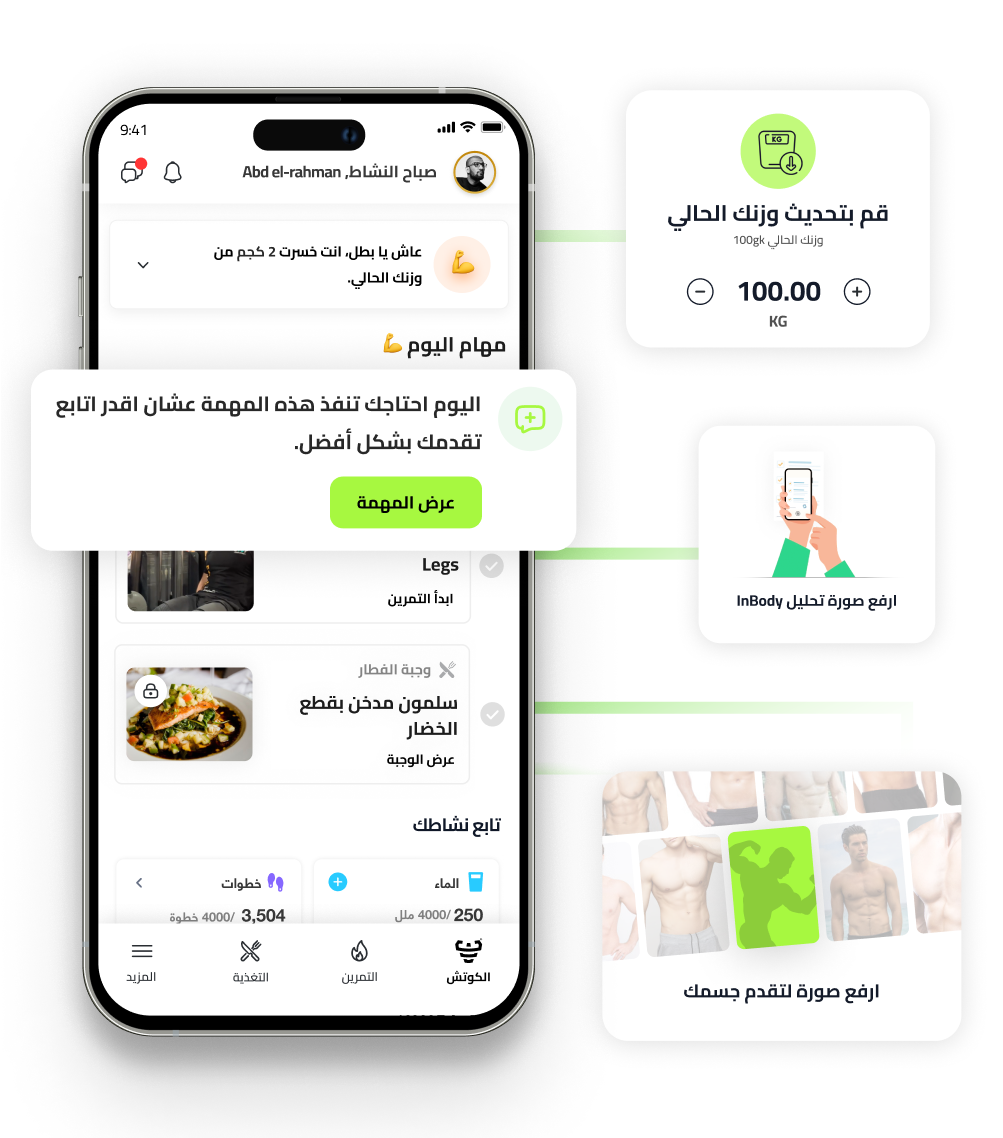 9:41
صباح النشاط, Abd el-rahman
عاش يا بطل، انت خسرت 2 كجم من
وزنك الحالي.
مهام اليوم 💪
اليوم احتاجك تنفذ هذه المهمة عشان اقدر اتابع
تقدمك بشكل أفضل.
عرض المهمة
Legs
ابدأ التمرين
وجبة الفطار
سلمون مدخن بقطع
الخضار
عرض الوجبة
تابع نشاطك
الماء
250 /4000 ملل
خطوات
3,504 /4000 خطوة
الكوتش
التمرين
التغذية
المزيد
KG
قم بتحديث وزنك الحالي
وزنك الحالي 100gk
100.00
KG
ارفع صورة تحليل InBody
ارفع صورة لتقدم جسمك